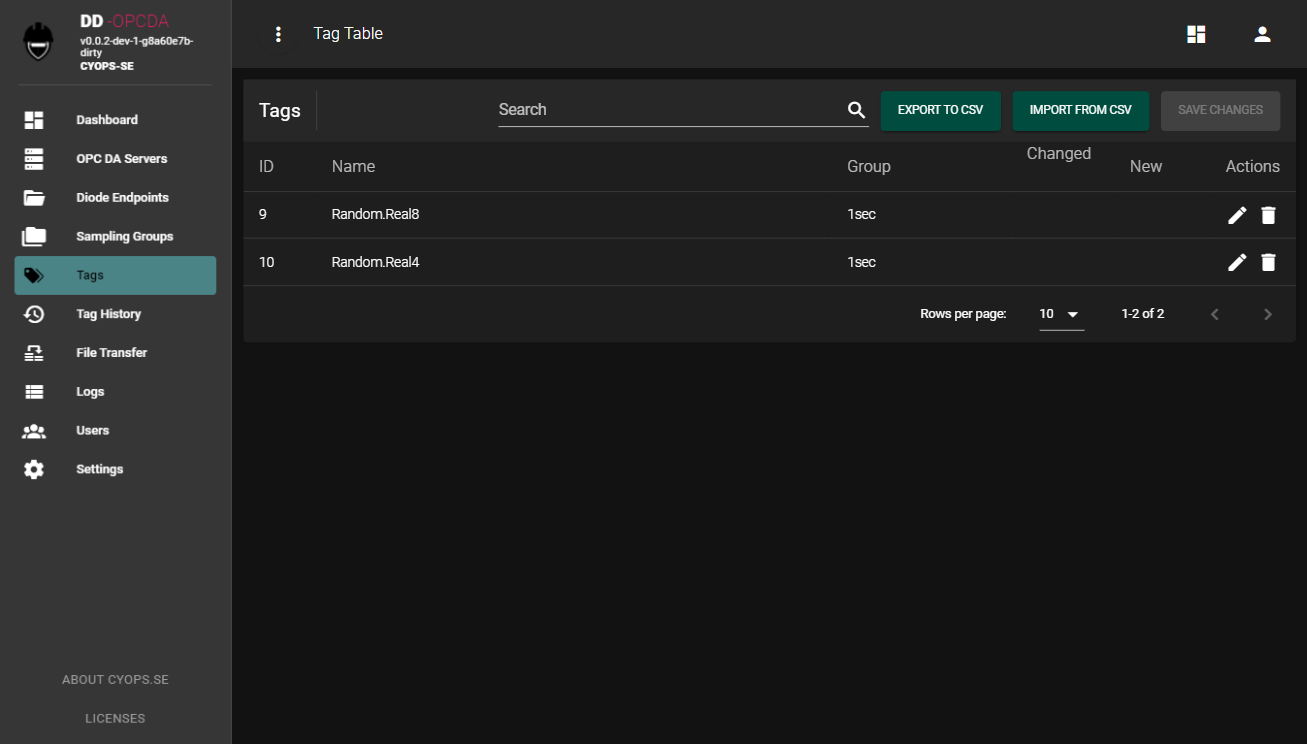 DD -OPCDA
v0.0.2-dev-1-g8a60e7b-
dirty
CYOPS-SE
Dashboard
OPC DA Servers
Diode Endpoints
Sampling Groups
Tags
Tag History
File Transfer
Logs
Users
Settings
ABOUT CYOPS.SE
LICENSES
Tag Table
Tags
Search
EXPORT TO CSV
IMPORT FROM CSV
SAVE CHANGES
ID Name Group Changed New Actions
9 Random.Real8 1sec
10 Random.Real4 1sec
Rows per page: 10 1-2 of 2